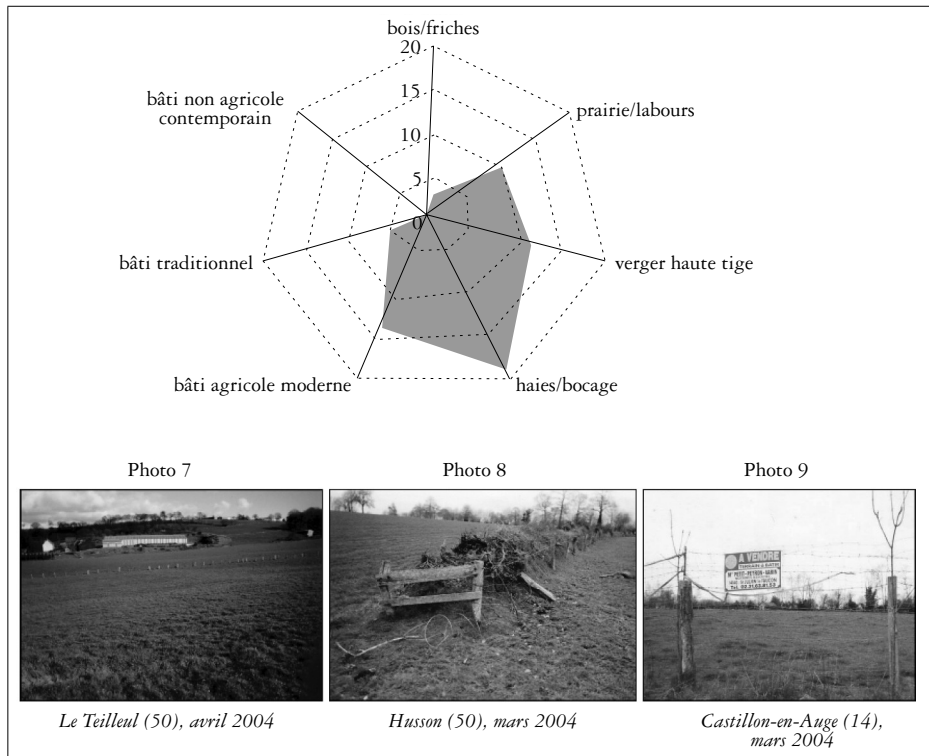 bois/friches
20
15
10
5
0
prairie/labours
verger haute tige
haies/bocage
bâti agricole moderne
bâti traditionnel
bâti non agricole
contemporain
Photo 7
Photo 8
Photo 9
A VENDRE
Le Teilleul (50), avril 2004
Husson (50), mars 2004
Castillon-en-Auge (14),
mars 2004